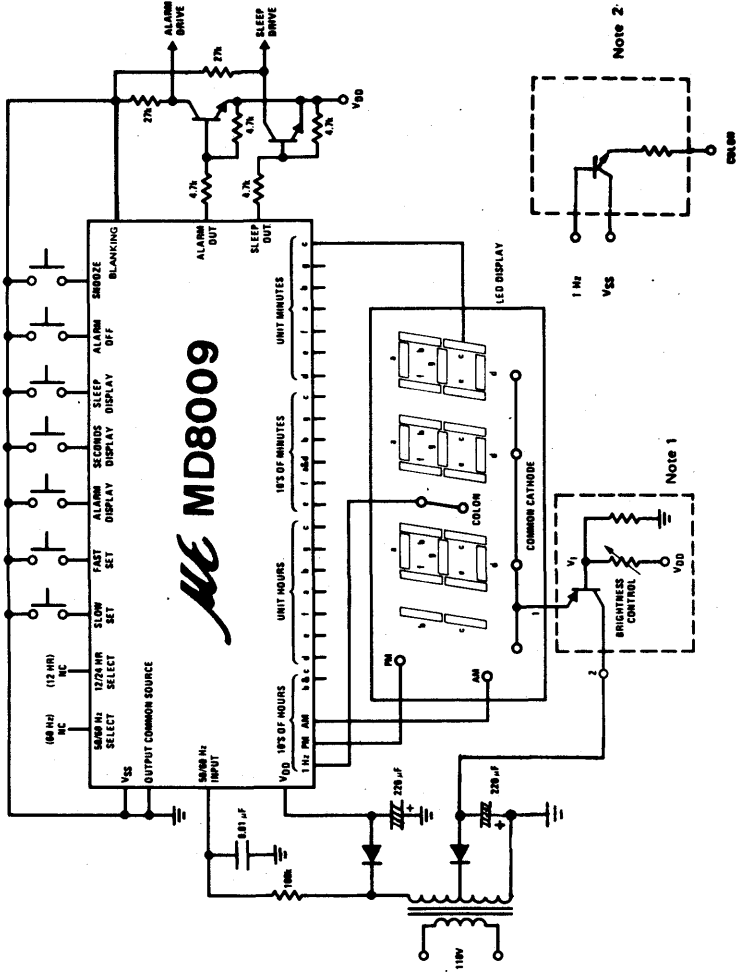 ALARM
DRIVE
SLEEP
DRIVE
27k
27k
VDD
4.7k
4.7k
4.7k
4.7k
(60 Hz)
NC
(12 HR)
NC
50/60 Hz
SELECT
12/24 HR
SELECT
SLOW
SET
FAST
SET
ALARM
DISPLAY
SECONDS
DISPLAY
SLEEP
DISPLAY
ALARM
OFF
SNOOZE
BLANKING
VSS
OUTPUT COMMON SOURCE
ALARM
OUT
SLEEP
OUT
MD8009
50/60 Hz
INPUT
VDD
10'S OF HOURS
UNIT HOURS
10'S OF MINUTES
UNIT MINUTES
1 Hz
PM
AM
b & c
d
e
f
a
b
g
c
e
f
a&d
b
g
c
d
e
f
a
b
g
c
0.01 µF
100k
220 µF
+
220 µF
+
110V
LED DISPLAY
PM
AM
b
c
a
b
f
g
c
e
d
COLON
a
b
f
g
c
e
a
b
f
g
c
e
d
COMMON CATHODE
1
2
V1
BRIGHTNESS
CONTROL
VDD
Note 1
1 Hz
VSS
COLON
Note 2